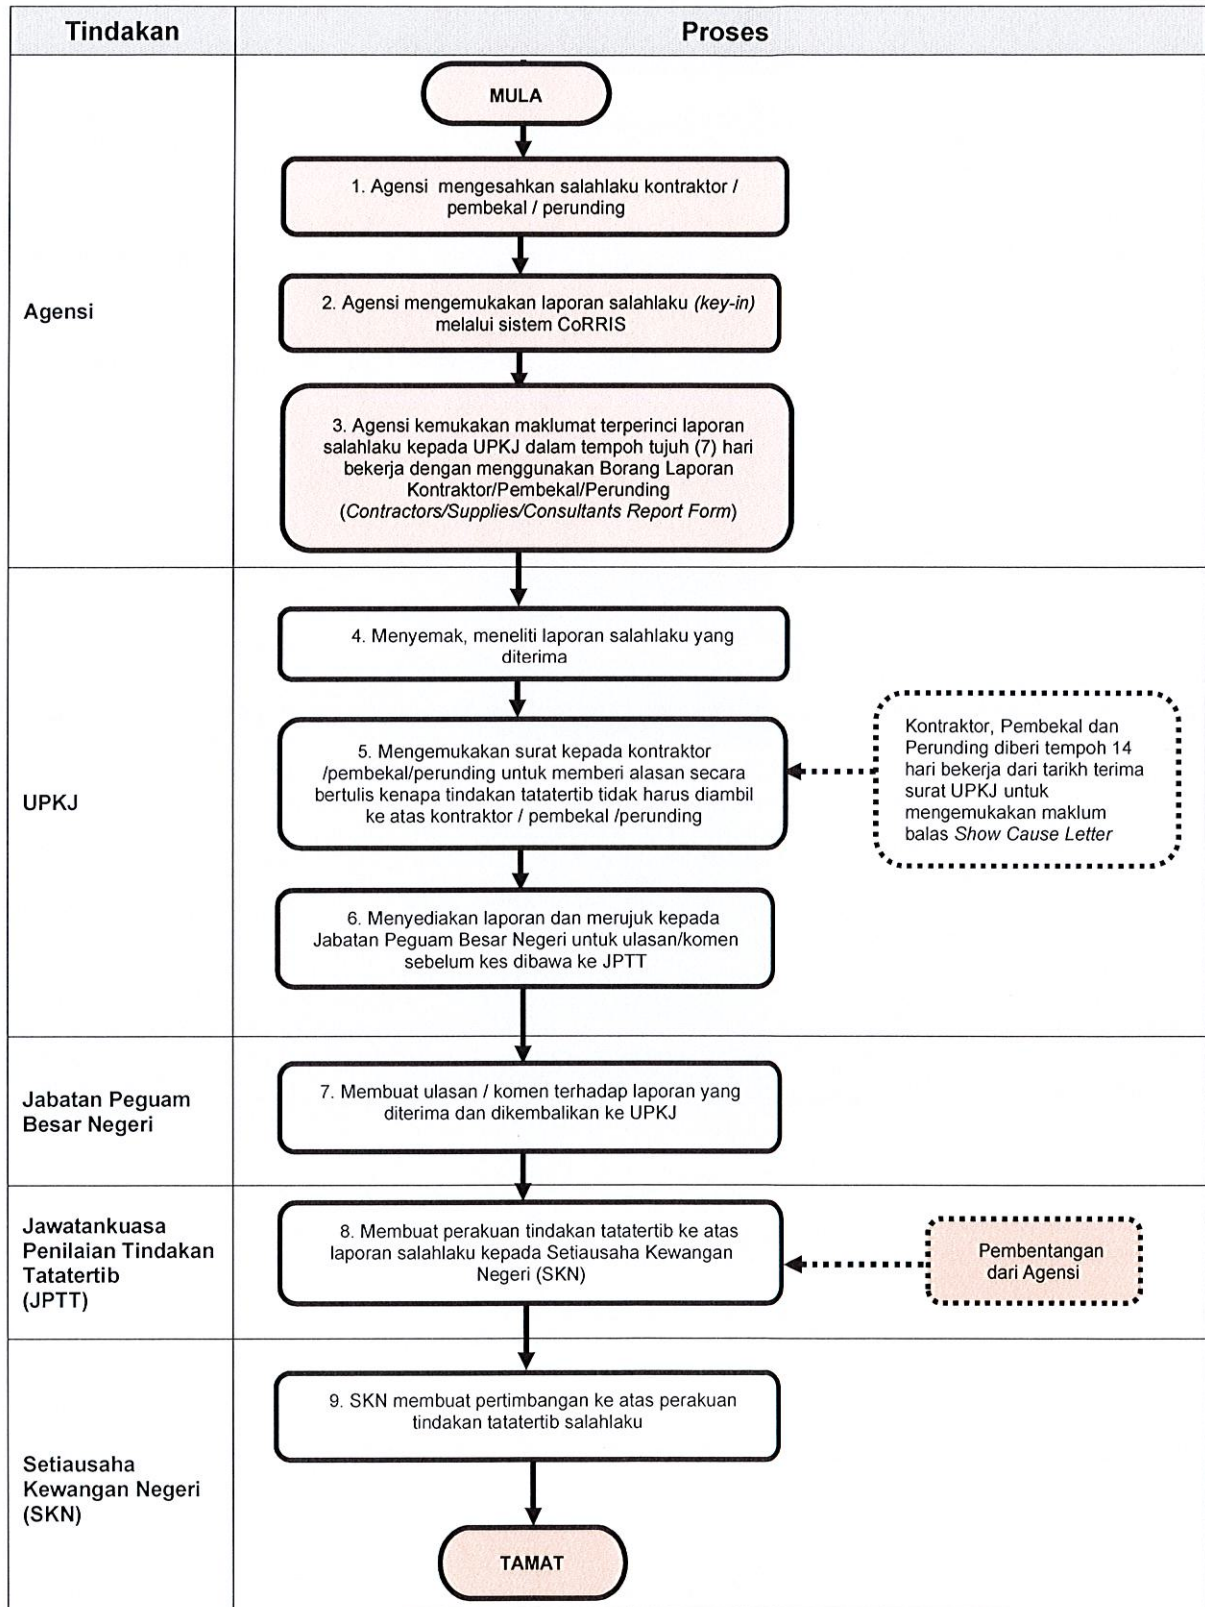 Tindakan
Proses
MULA
1. Agensi mengesahkan salahlaku kontraktor /
pembekal / perunding
Agensi
2. Agensi mengemukakan laporan salahlaku (key-in)
melalui sistem CoRRIS
3. Agensi kemukakan maklumat terperinci laporan
salahlaku kepada UPKJ dalam tempoh tujuh (7) hari
bekerja dengan menggunakan Borang Laporan
Kontraktor/Pembekal/Perunding
(Contractors/Supplies/Consultants Report Form)
UPKJ
4. Menyemak, meneliti laporan salahlaku yang
diterima
5. Mengemukakan surat kepada kontraktor
/pembekal/perunding untuk memberi alasan secara
bertulis kenapa tindakan tatatertib tidak harus diambil
ke atas kontraktor / pembekal /perunding
Kontraktor, Pembekal dan
Perunding diberi tempoh 14
hari bekerja dari tarikh terima
surat UPKJ untuk
mengemukakan maklum
balas Show Cause Letter
6. Menyediakan laporan dan merujuk kepada
Jabatan Peguam Besar Negeri untuk ulasan/komen
sebelum kes dibawa ke JPTT
Jabatan Peguam
Besar Negeri
7. Membuat ulasan / komen terhadap laporan yang
diterima dan dikembalikan ke UPKJ
Jawatankuasa
Penilaian Tindakan
Tatatertib
(JPTT)
8. Membuat perakuan tindakan tatatertib ke atas
laporan salahlaku kepada Setiausaha Kewangan
Negeri (SKN)
Pembentangan
dari Agensi
Setiausaha
Kewangan Negeri
(SKN)
9. SKN membuat pertimbangan ke atas perakuan
tindakan tatatertib salahlaku
TAMAT